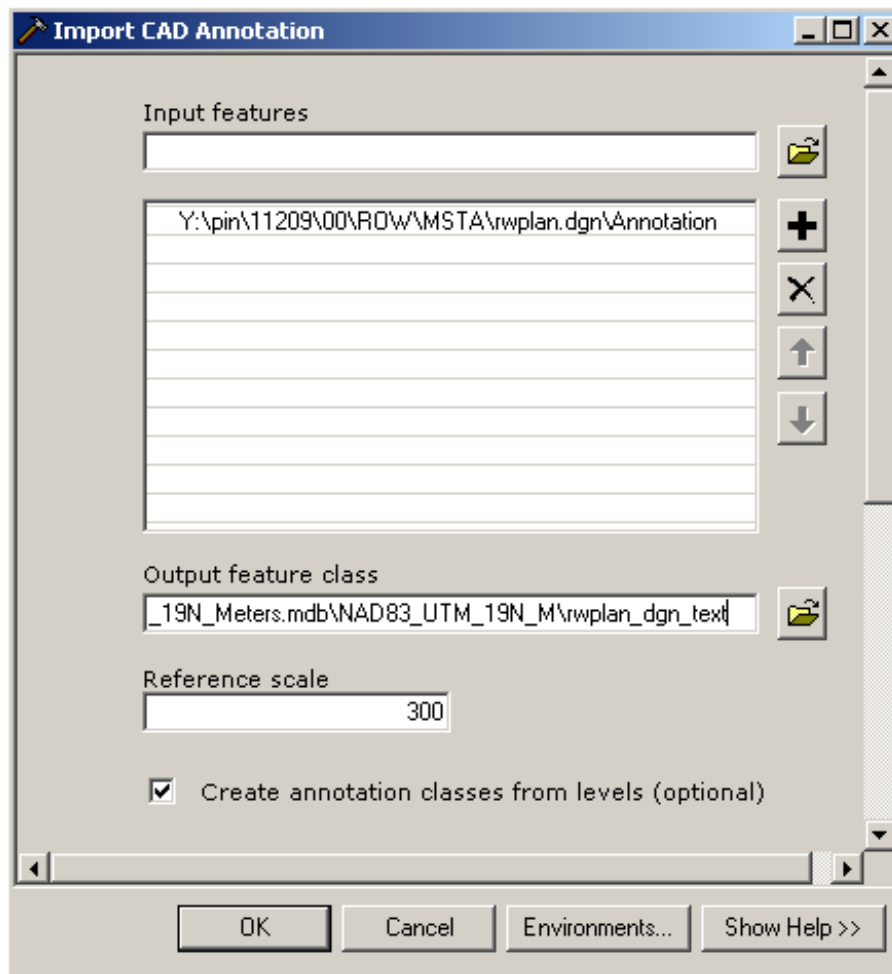 Import CAD Annotation
Input features
Y:\pin\11209\00\ROW\MSTA\rwplan.dgn\Annotation
Output feature class
_19N_Meters.mdb\NAD83_UTM_19N_M\rwplan_dgn_text
Reference scale
300
Create annotation classes from levels (optional)
OK Cancel Environments... Show Help >>